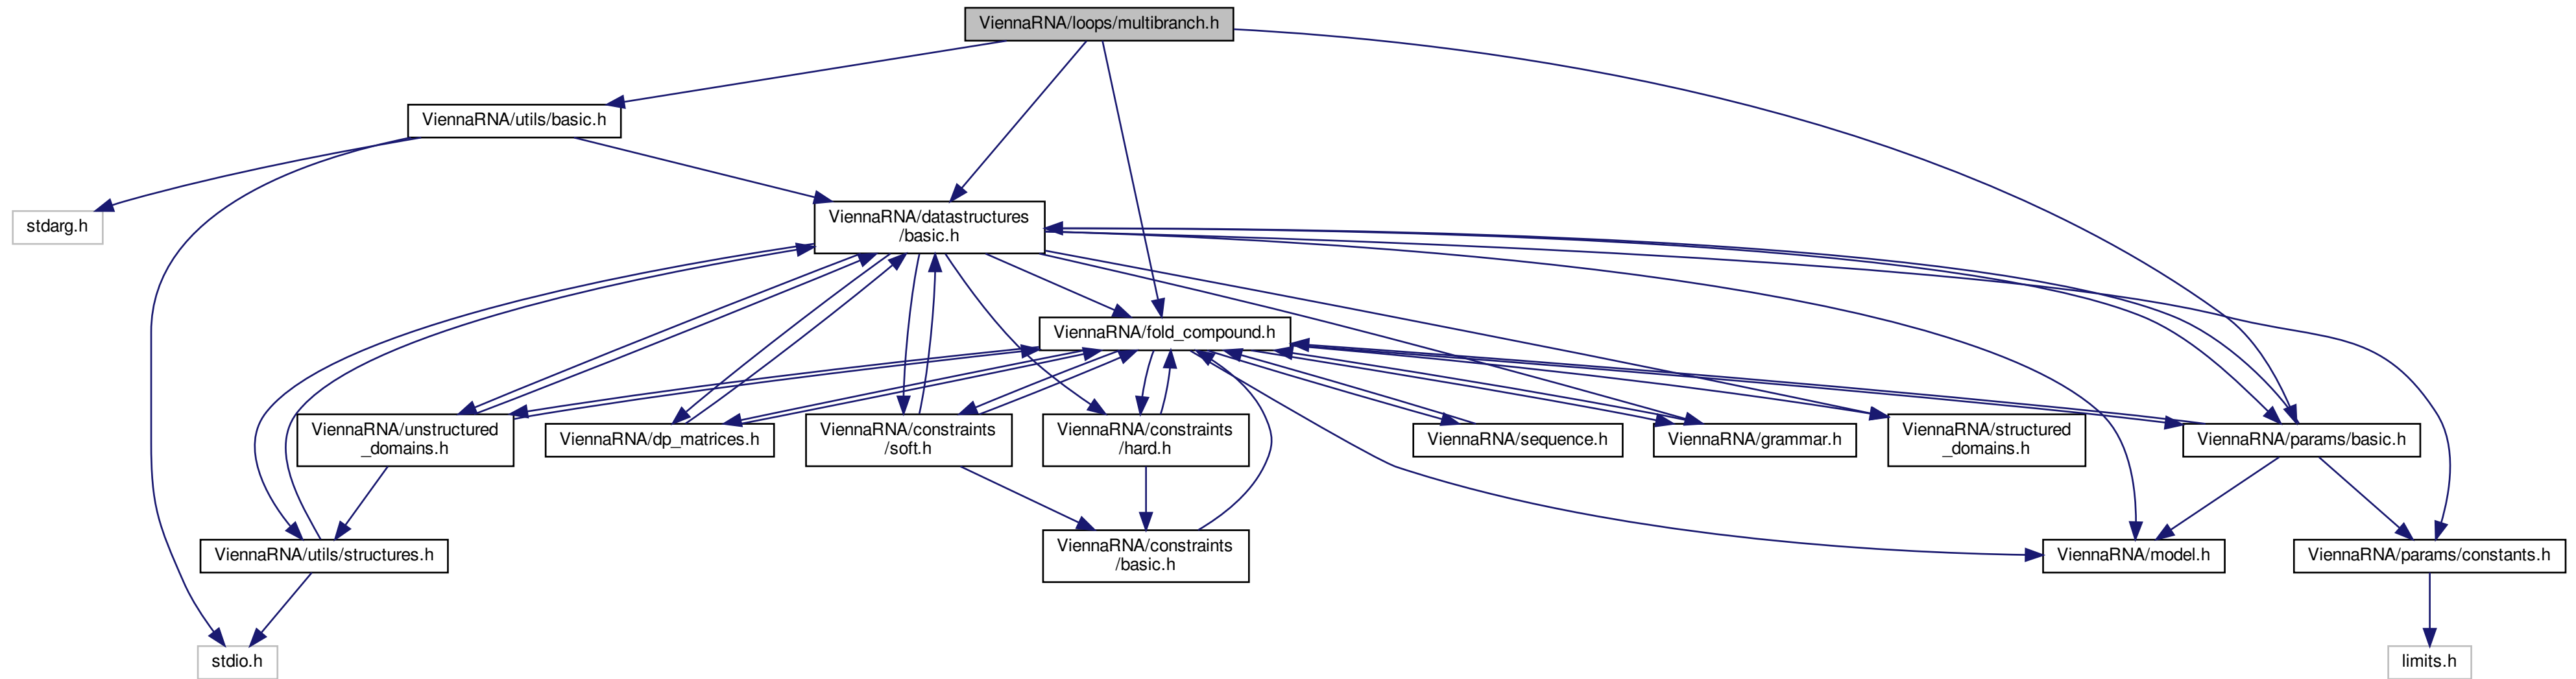 ViennaRNA/loops/multibranch.h
ViennaRNA/utils/basic.h
stdarg.h
ViennaRNA/datastructures
/basic.h
ViennaRNA/fold_compound.h
ViennaRNA/unstructured
_domains.h
ViennaRNA/dp_matrices.h
ViennaRNA/constraints
/soft.h
ViennaRNA/constraints
/hard.h
ViennaRNA/sequence.h
ViennaRNA/grammar.h
ViennaRNA/structured
_domains.h
ViennaRNA/params/basic.h
ViennaRNA/utils/structures.h
ViennaRNA/constraints
/basic.h
ViennaRNA/model.h
ViennaRNA/params/constants.h
stdio.h
limits.h